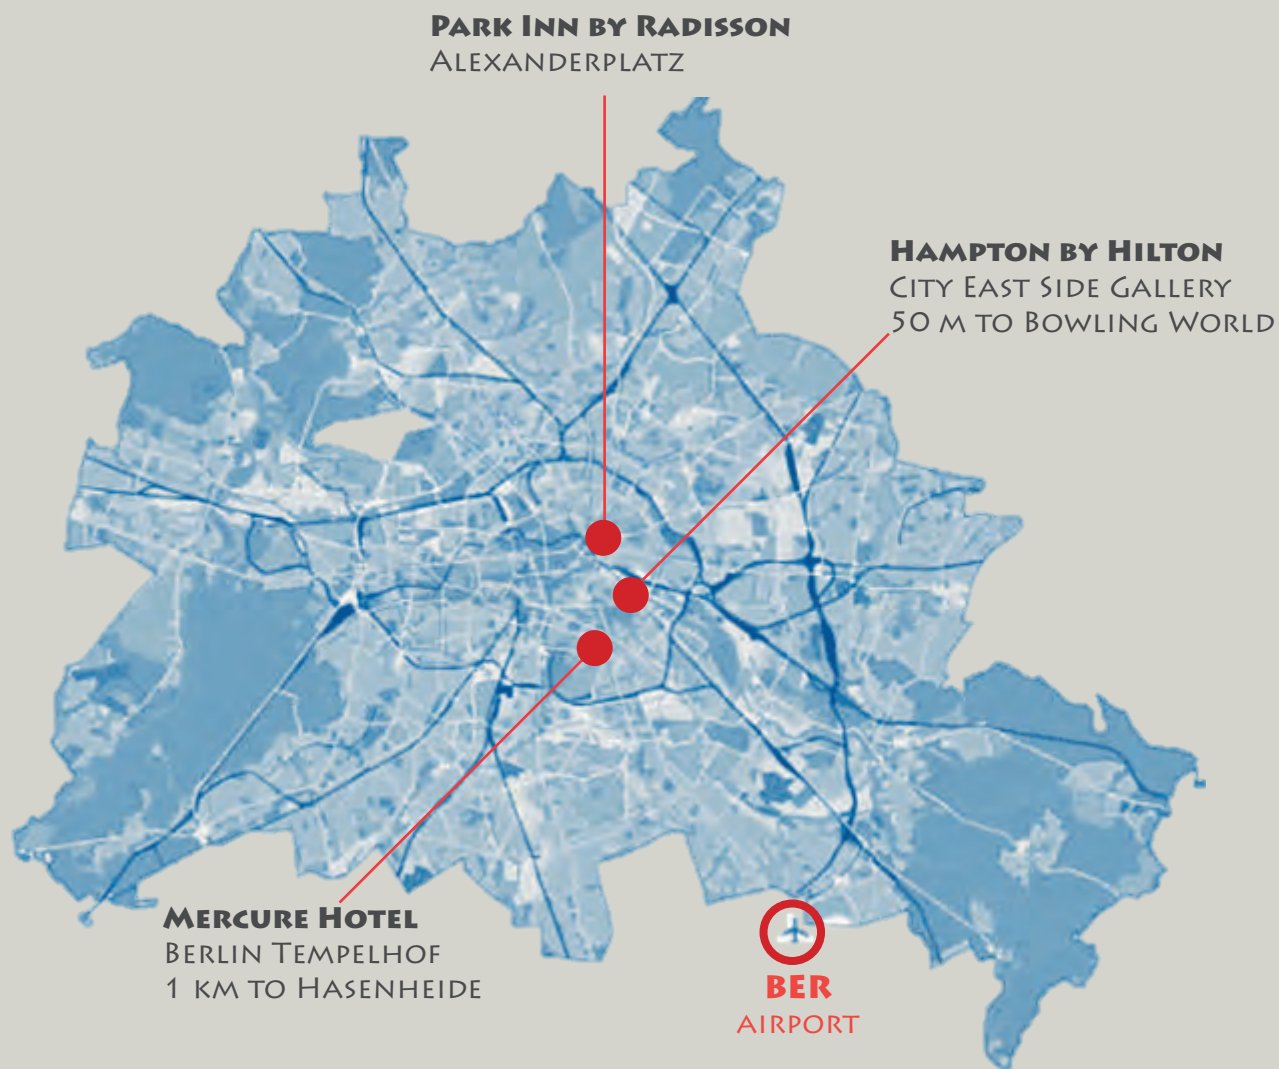 Park Inn by Radisson
Alexanderplatz
Hampton by Hilton
City East Side Gallery
50 m to Bowling World
Mercure Hotel
Berlin Tempelhof
1 km to Hasenheide
BER
airport